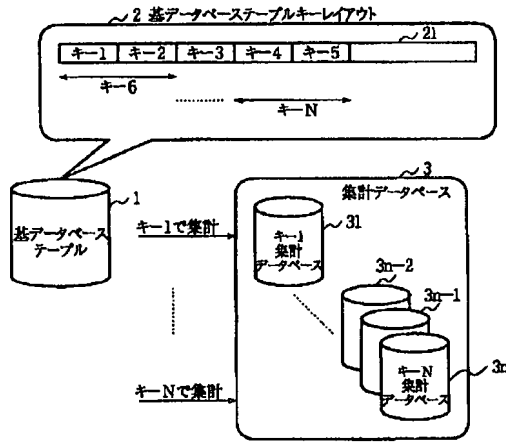 2 基データベーステーブルキーレイアウト
21
キー1 キー2 キー3 キー4 キー5
キー6
キーN
1
基データベース
テーブル
3
集計データベース
キー1で集計
31
キー1
集計
データベース
3n-2
3n-1
キーNで集計
キーN
集計
データベース
3n